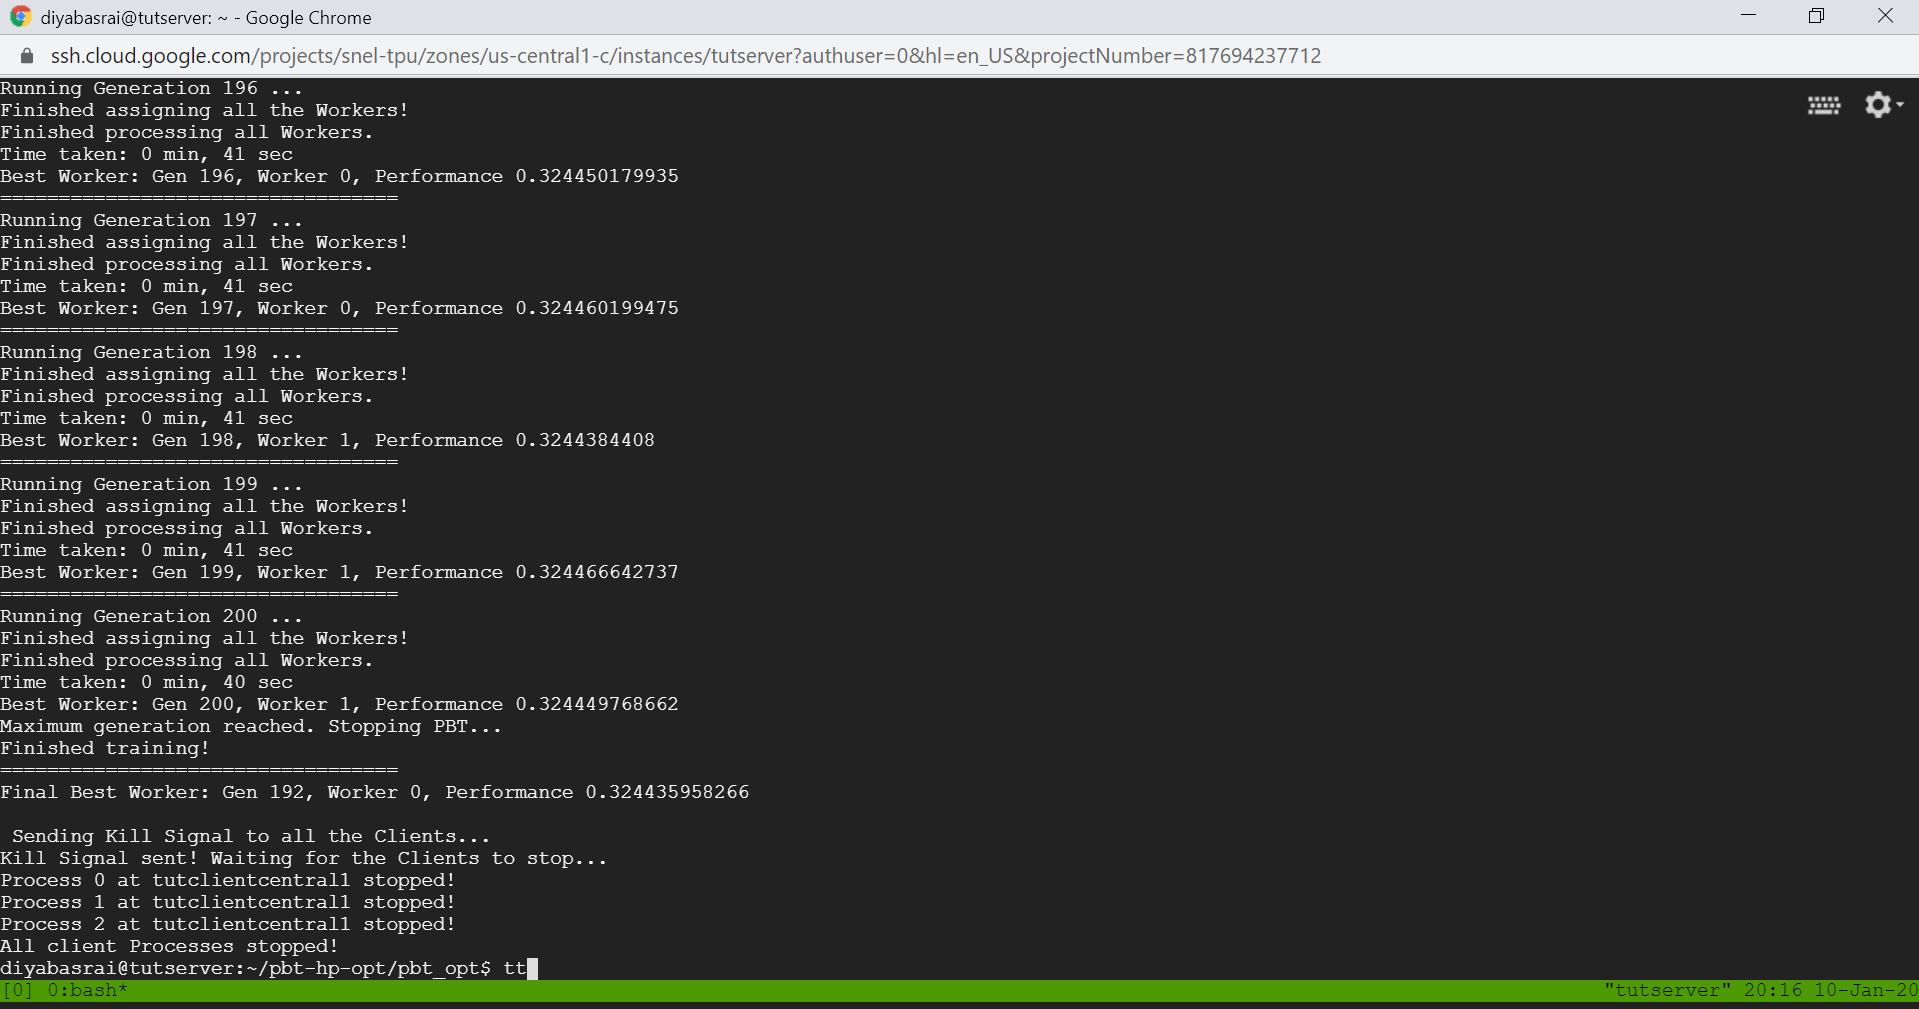 diyabasrai@tutserver: ~ - Google Chrome
ssh.cloud.google.com/projects/snel-tpu/zones/us-central1-c/instances/tutserver?authuser=0&hl=en_US&projectNumber=817694237712
Running Generation 196 ...
Finished assigning all the Workers!
Finished processing all Workers.
Time taken: 0 min, 41 sec
Best Worker: Gen 196, Worker 0, Performance 0.324450179935
==================================
Running Generation 197 ...
Finished assigning all the Workers!
Finished processing all Workers.
Time taken: 0 min, 41 sec
Best Worker: Gen 197, Worker 0, Performance 0.324460199475
==================================
Running Generation 198 ...
Finished assigning all the Workers!
Finished processing all Workers.
Time taken: 0 min, 41 sec
Best Worker: Gen 198, Worker 1, Performance 0.3244384408
==================================
Running Generation 199 ...
Finished assigning all the Workers!
Finished processing all Workers.
Time taken: 0 min, 41 sec
Best Worker: Gen 199, Worker 1, Performance 0.324466642737
==================================
Running Generation 200 ...
Finished assigning all the Workers!
Finished processing all Workers.
Time taken: 0 min, 40 sec
Best Worker: Gen 200, Worker 1, Performance 0.324449768662
Maximum generation reached. Stopping PBT...
Finished training!
==================================
Final Best Worker: Gen 192, Worker 0, Performance 0.324435958266
Sending Kill Signal to all the Clients...
Kill Signal sent! Waiting for the Clients to stop...
Process 0 at tutclientcentral1 stopped!
Process 1 at tutclientcentral1 stopped!
Process 2 at tutclientcentral1 stopped!
All client Processes stopped!
diyabasrai@tutserver:~/pbt-hp-opt/pbt_opt$ tt
[0] 0:bash* "tutserver" 20:16 10-Jan-20